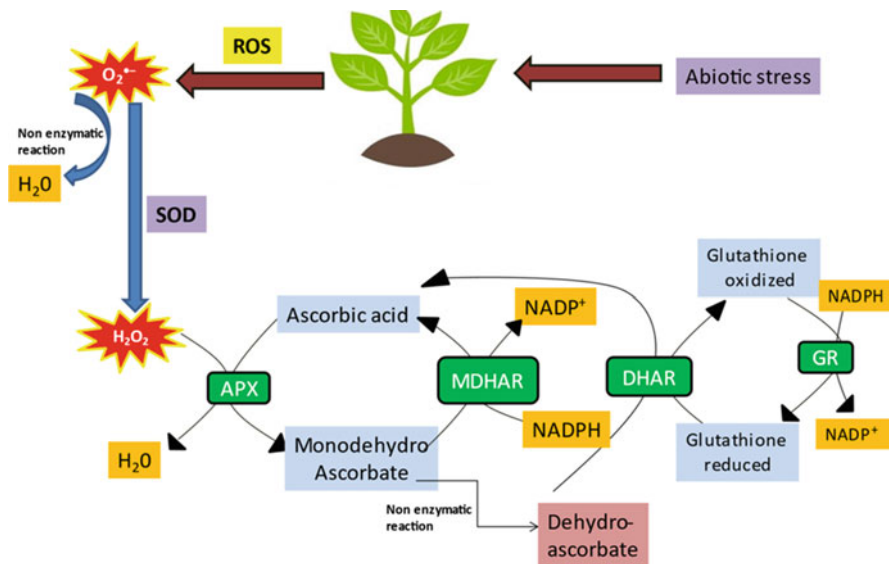 ROS
O₂•−
Abiotic stress
Non enzymatic
reaction
H₂0
SOD
Glutathione
oxidized
NADPH
Ascorbic acid
NADP⁺
H₂O₂
GR
APX
MDHAR
DHAR
H₂0
Monodehydro
Ascorbate
NADPH
Glutathione
reduced
NADP⁺
Non enzymatic
reaction
Dehydro-
ascorbate